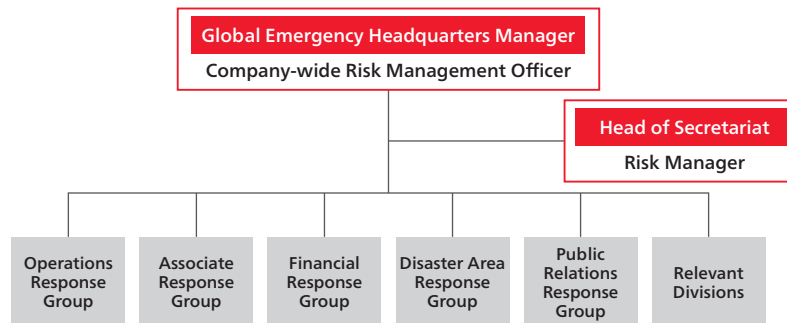 Global Emergency Headquarters Manager
Company-wide Risk Management Officer
Head of Secretariat
Risk Manager
Operations
Response
Group
Associate
Response
Group
Financial
Response
Group
Disaster Area
Response
Group
Public
Relations
Response
Group
Relevant
Divisions